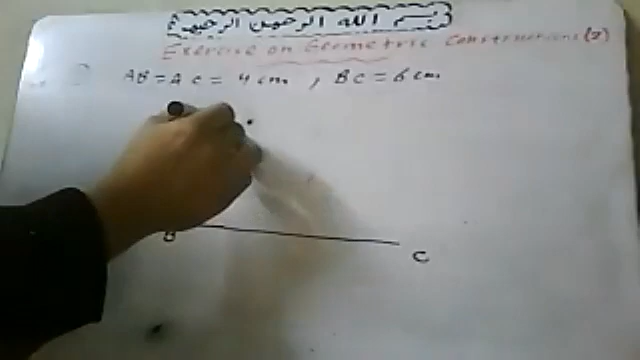 بسم الله الرحمن الرحيم
Exercise on Geometric Constructions (2)
AB = AC = 4 cm , BC = 6 cm
B
C